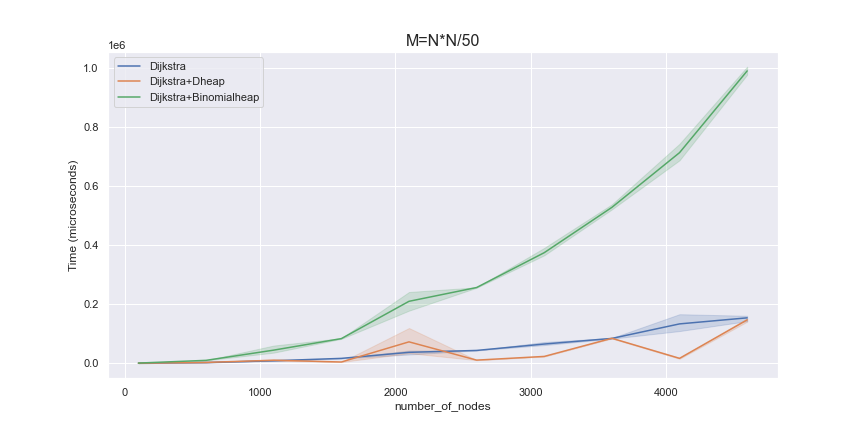 M=N*N/50
1e6
Dijkstra
Dijkstra+Dheap
Dijkstra+Binomialheap
1.0
0.8
0.6
0.4
0.2
0.0
Time (microseconds)
0 1000 2000 3000 4000
number_of_nodes